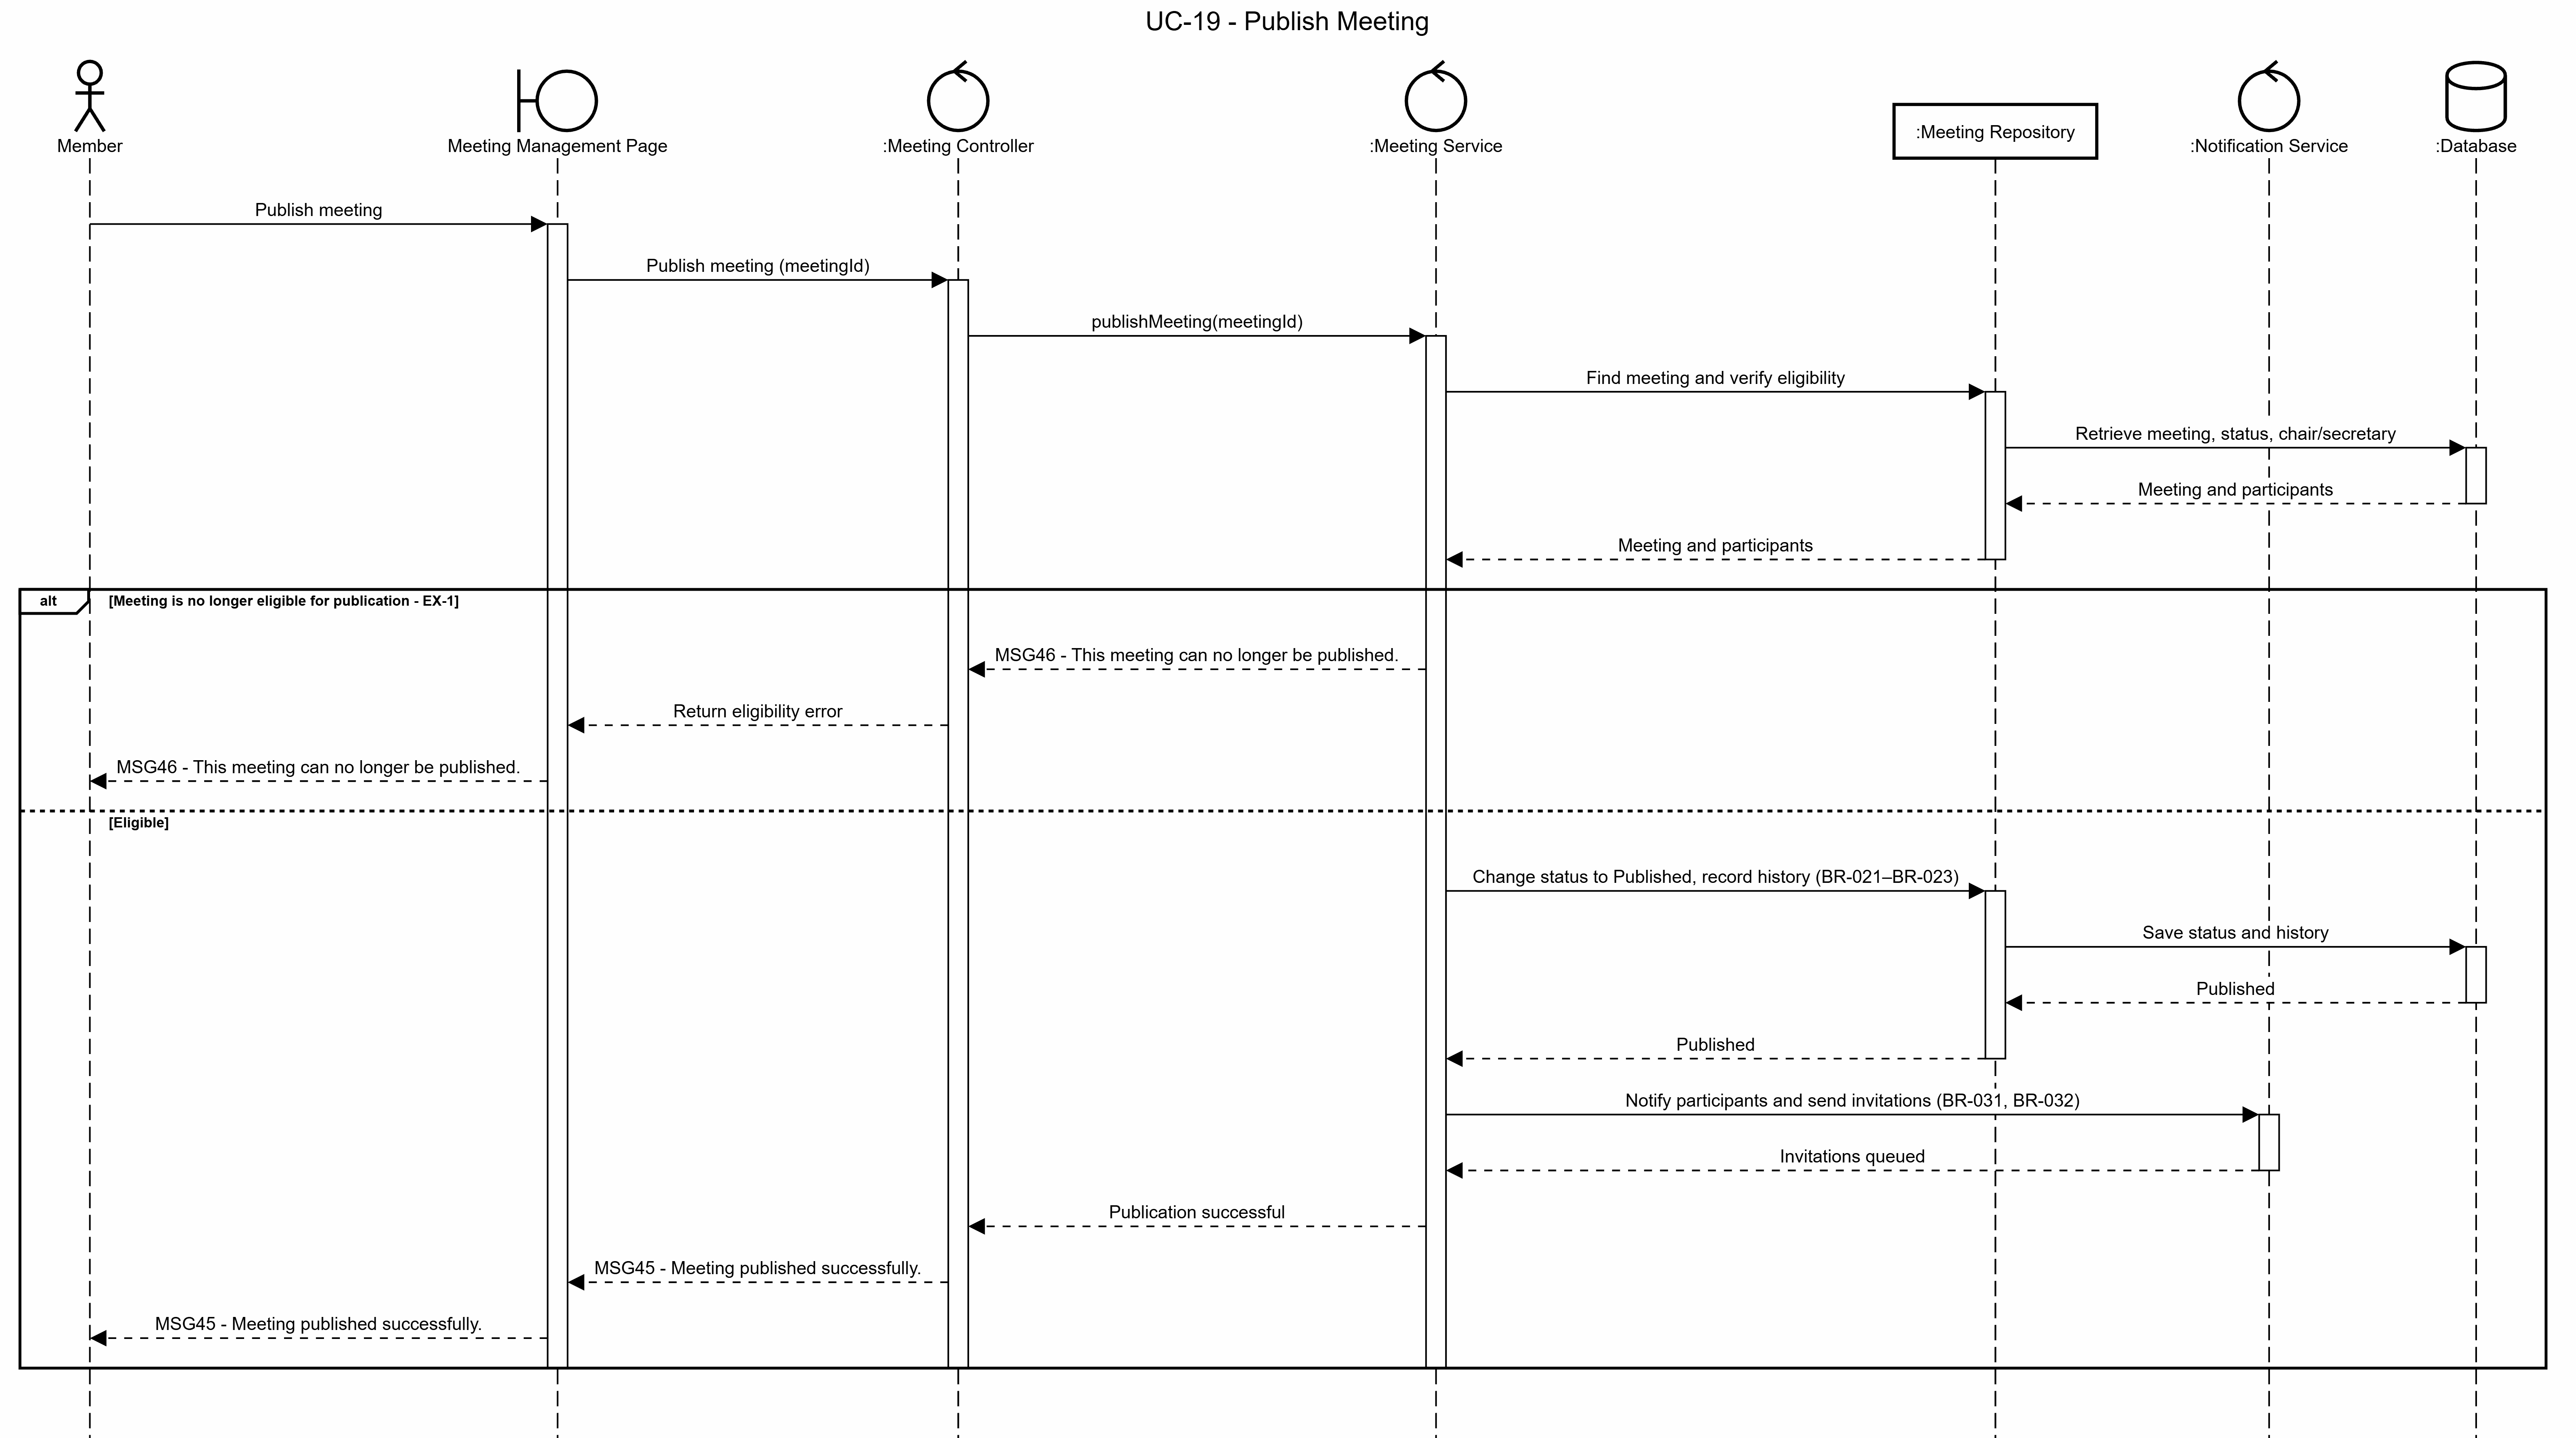 UC-19 - Publish Meeting
Member
Meeting Management Page
:Meeting Controller
:Meeting Service
:Meeting Repository
:Notification Service
:Database
Publish meeting
Publish meeting (meetingId)
publishMeeting(meetingId)
Find meeting and verify eligibility
Retrieve meeting, status, chair/secretary
Meeting and participants
Meeting and participants
alt
[Meeting is no longer eligible for publication - EX-1]
MSG46 - This meeting can no longer be published.
Return eligibility error
MSG46 - This meeting can no longer be published.
[Eligible]
Change status to Published, record history (BR-021–BR-023)
Save status and history
Published
Published
Notify participants and send invitations (BR-031, BR-032)
Invitations queued
Publication successful
MSG45 - Meeting published successfully.
MSG45 - Meeting published successfully.